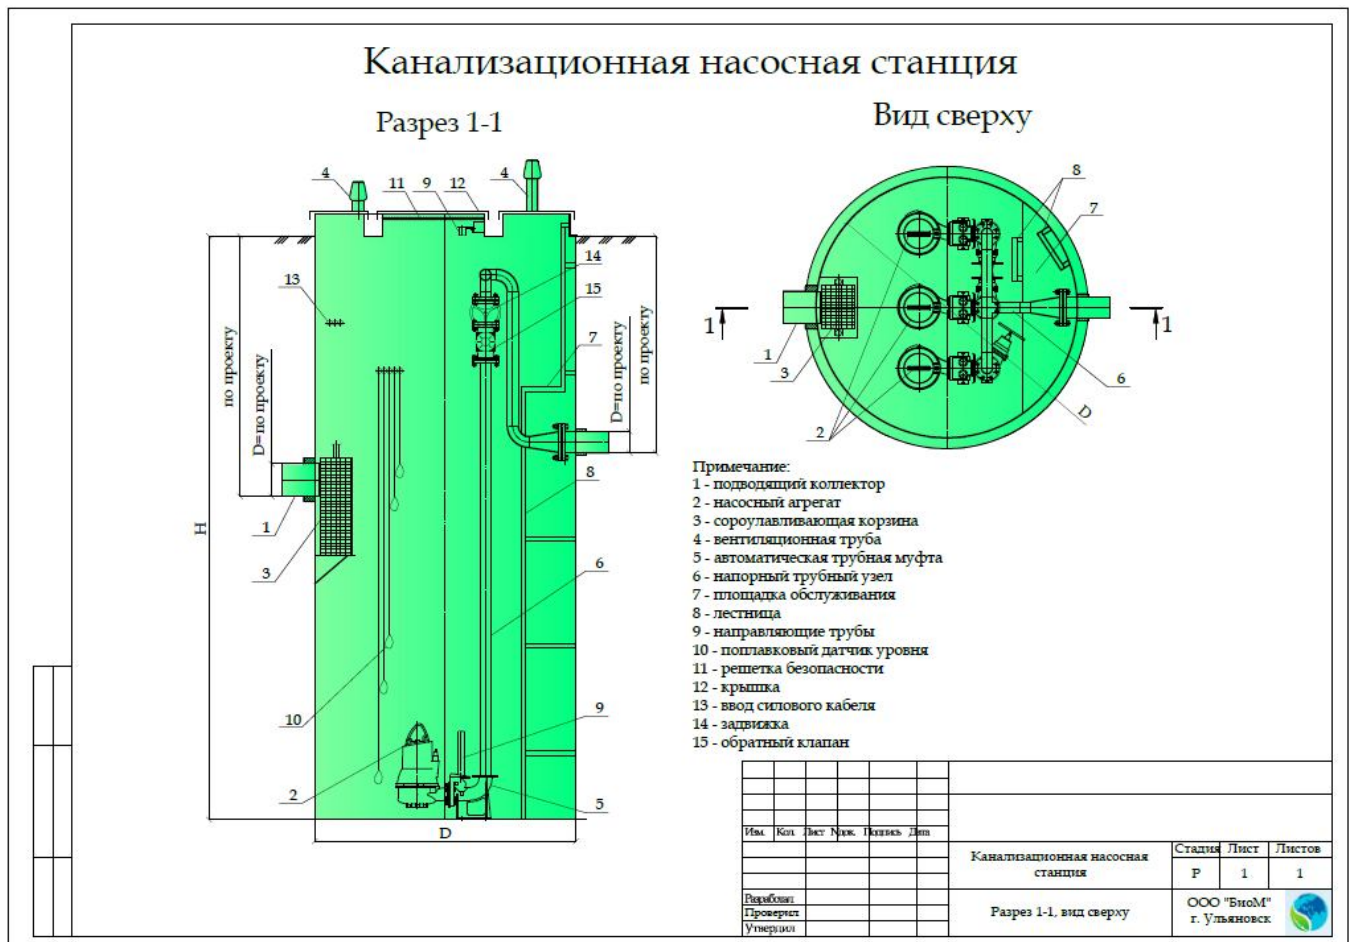 Канализационная насосная станция
Разрез 1-1
Вид сверху
4
11
9
12
4
13
14
15
7
по проекту
D=по проекту
D=по проекту
по проекту
H
1
3
8
6
10
9
2
5
D
8
7
1
1
1
3
6
2
D
Примечание:
1 - подводящий коллектор
2 - насосный агрегат
3 - сороулавливающая корзина
4 - вентиляционная труба
5 - автоматическая трубная муфта
6 - напорный трубный узел
7 - площадка обслуживания
8 - лестница
9 - направляющие трубы
10 - поплавковый датчик уровня
11 - решетка безопасности
12 - крышка
13 - ввод силового кабеля
14 - задвижка
15 - обратный клапан
Изм. Кол. Лист Nдок. Подпись Дата
Канализационная насосная
станция
Стадия Лист Листов
Р 1 1
Разработал
Проверил
Утвердил
Разрез 1-1, вид сверху
ООО "БиоМ"
г. Ульяновск